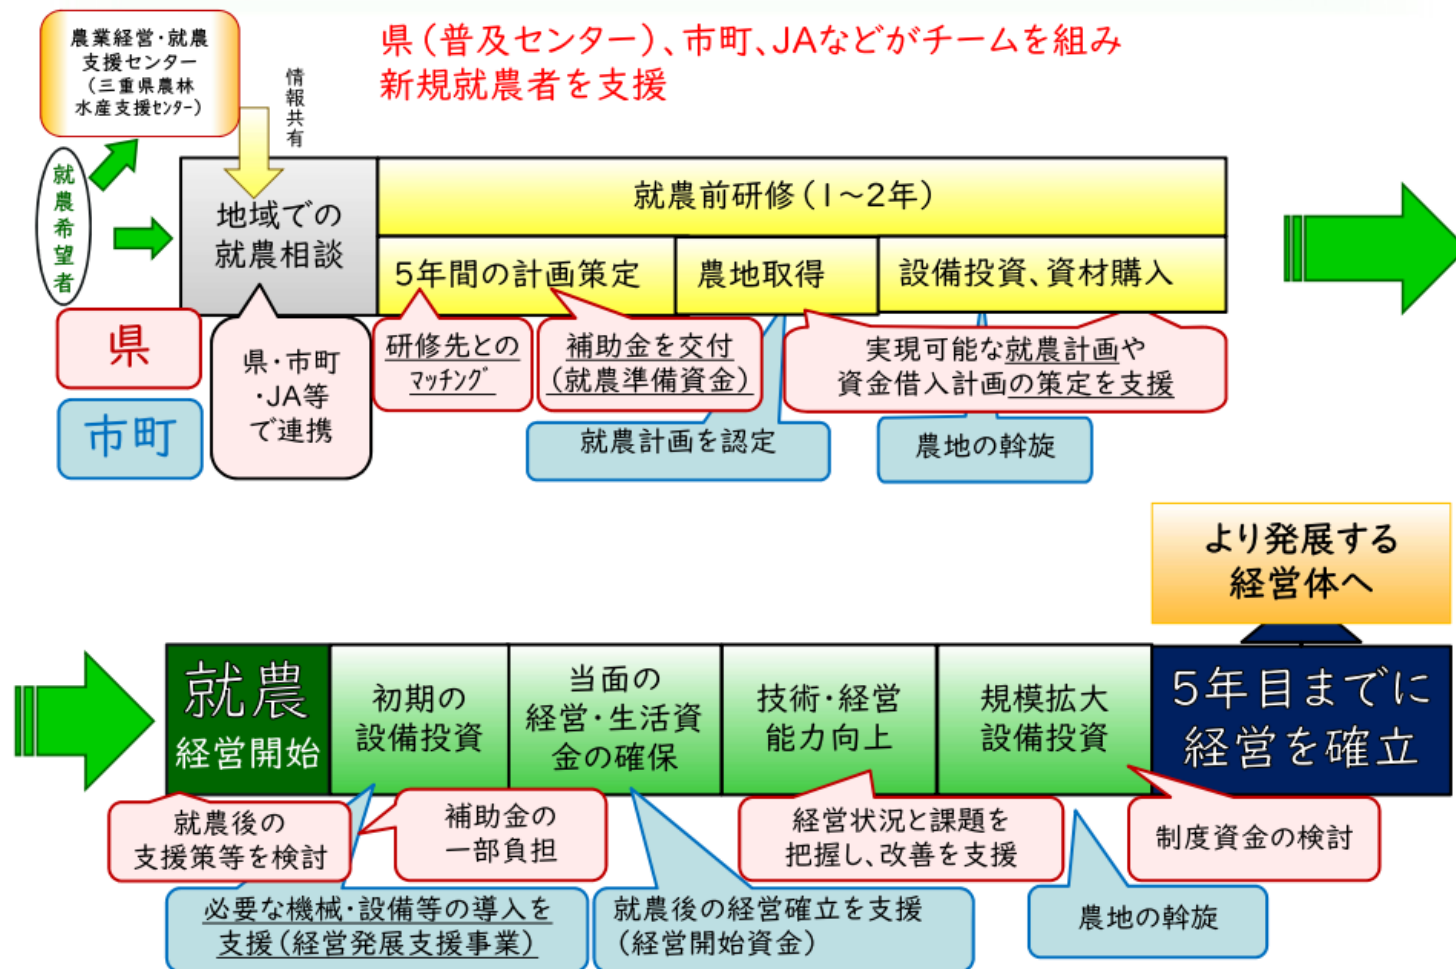 農業経営・就農
支援センター
（三重県農林
水産支援ｾﾝﾀｰ）
情報共有
県（普及センター）、市町、JAなどがチームを組み
新規就農者を支援
就農希望者
地域での
就農相談
就農前研修（1～2年）
5年間の計画策定
農地取得
設備投資、資材購入
県
市町
県・市町
・JA等
で連携
研修先との
ﾏｯﾁﾝｸﾞ
補助金を交付
（就農準備資金）
実現可能な就農計画や
資金借入計画の策定を支援
就農計画を認定
農地の斡旋
より発展する
経営体へ
就農
経営開始
初期の
設備投資
当面の
経営・生活資
金の確保
技術・経営
能力向上
規模拡大
設備投資
5年目までに
経営を確立
就農後の
支援策等を検討
補助金の
一部負担
経営状況と課題を
把握し、改善を支援
制度資金の検討
必要な機械・設備等の導入を
支援（経営発展支援事業）
就農後の経営確立を支援
（経営開始資金）
農地の斡旋